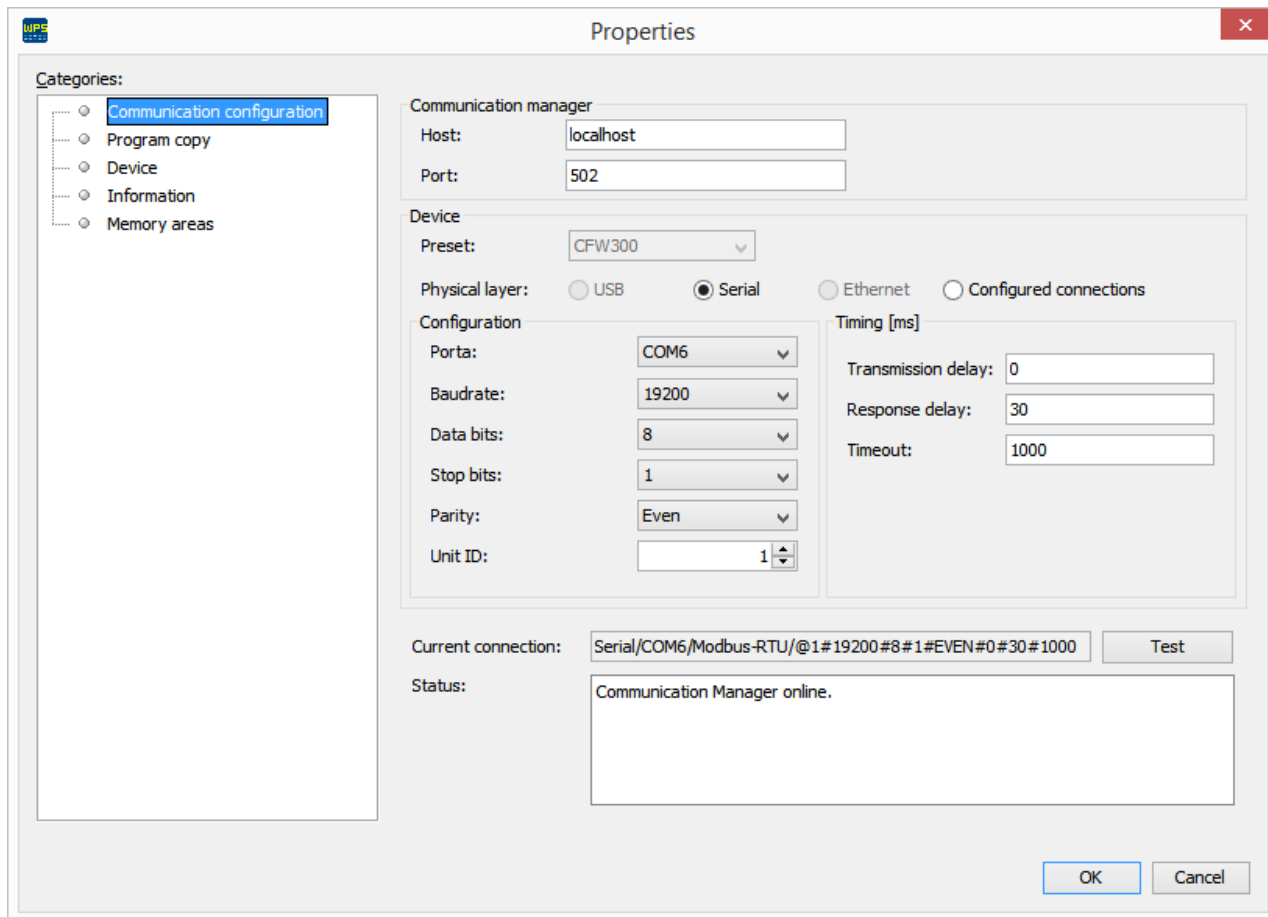 WPS
Properties
Categories:
Communication configuration
Program copy
Device
Information
Memory areas
Communication manager
Host: localhost
Port: 502
Device
Preset: CFW300
Physical layer: USB Serial Ethernet Configured connections
Configuration
Porta: COM6
Baudrate: 19200
Data bits: 8
Stop bits: 1
Parity: Even
Unit ID: 1
Timing [ms]
Transmission delay: 0
Response delay: 30
Timeout: 1000
Current connection: Serial/COM6/Modbus-RTU/@1#19200#8#1#EVEN#0#30#1000 Test
Status: Communication Manager online.
OK Cancel